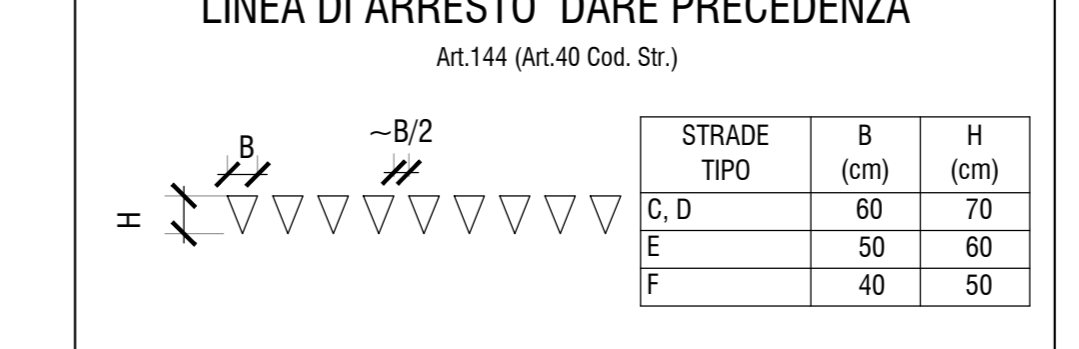 LINEA DI ARRESTO DARE PRECEDENZA
Art.144 (Art.40 Cod. Str.)
B
~B/2
H
STRADE TIPO B (cm) H (cm)
C, D 60 70
E 50 60
F 40 50